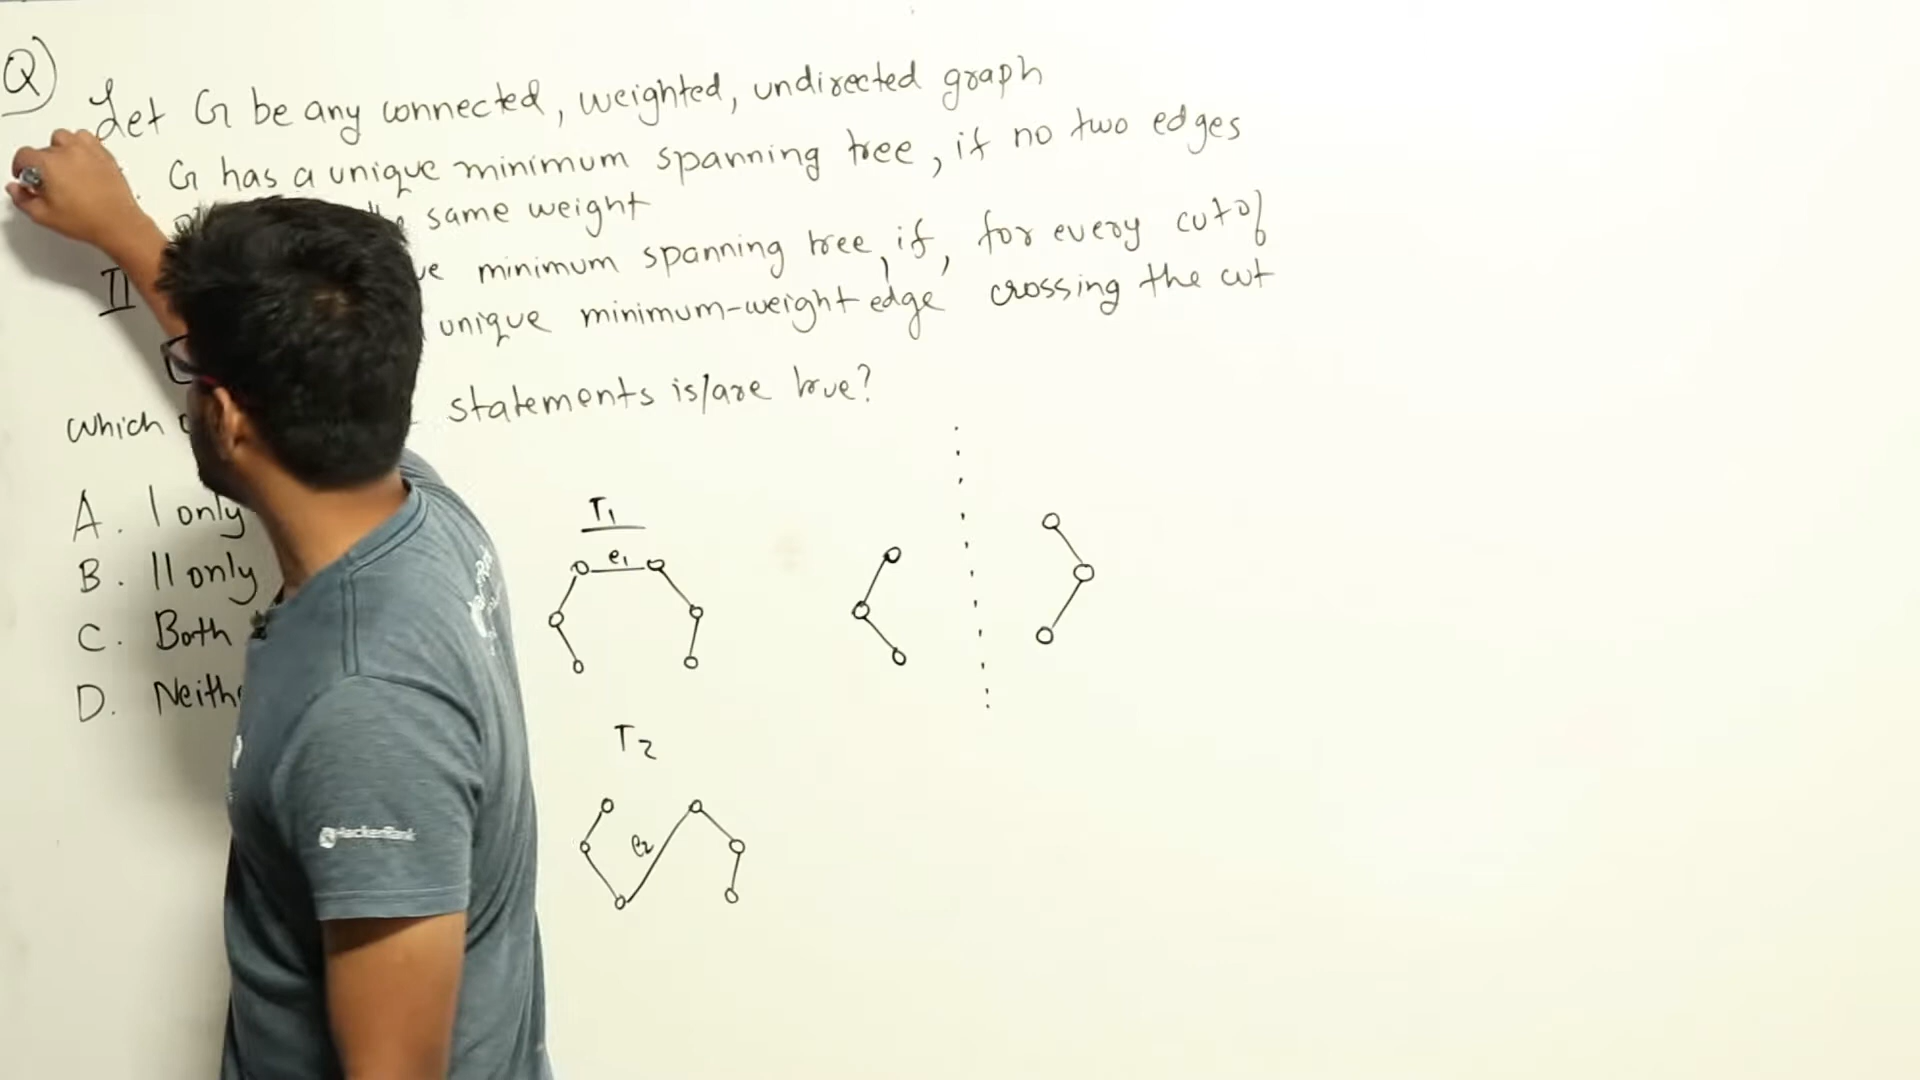 Q)
Let G be any connected, weighted, undirected graph
G has a unique minimum spanning tree, if no two edges
same weight
II minimum spanning tree, if, for every cut of
unique minimum-weight edge crossing the cut
which statements is/are true?
A. I only
B. II only
C. Both
D.
T1
e1
T2
e2
HackerRank